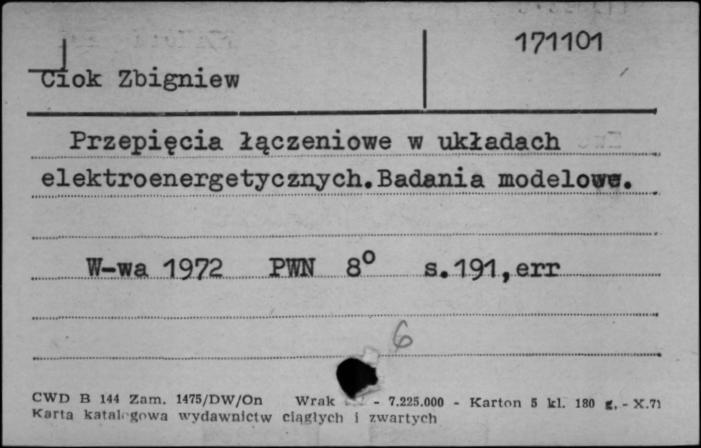 171101
Ciok Zbigniew
Przepięcia łączeniowe w układach
elektroenergetycznych.Badania modelowe.
W-wa 1972 PWN 8° s.191,err
6
CWD B 144 Zam. 1475/DW/On Wrak - 7.225.000 - Karton 5 kl. 180 g. - X.71
Karta katalogowa wydawnictw ciągłych i zwartych